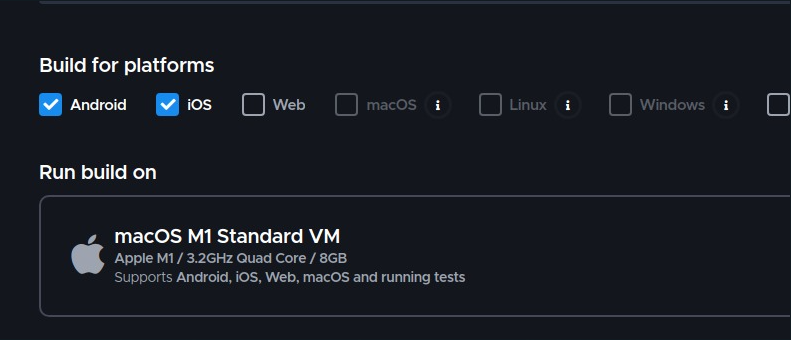 Build for platforms
Android iOS Web macOS i Linux i Windows i
Run build on
macOS M1 Standard VM
Apple M1 / 3.2GHz Quad Core / 8GB
Supports Android, iOS, Web, macOS and running tests